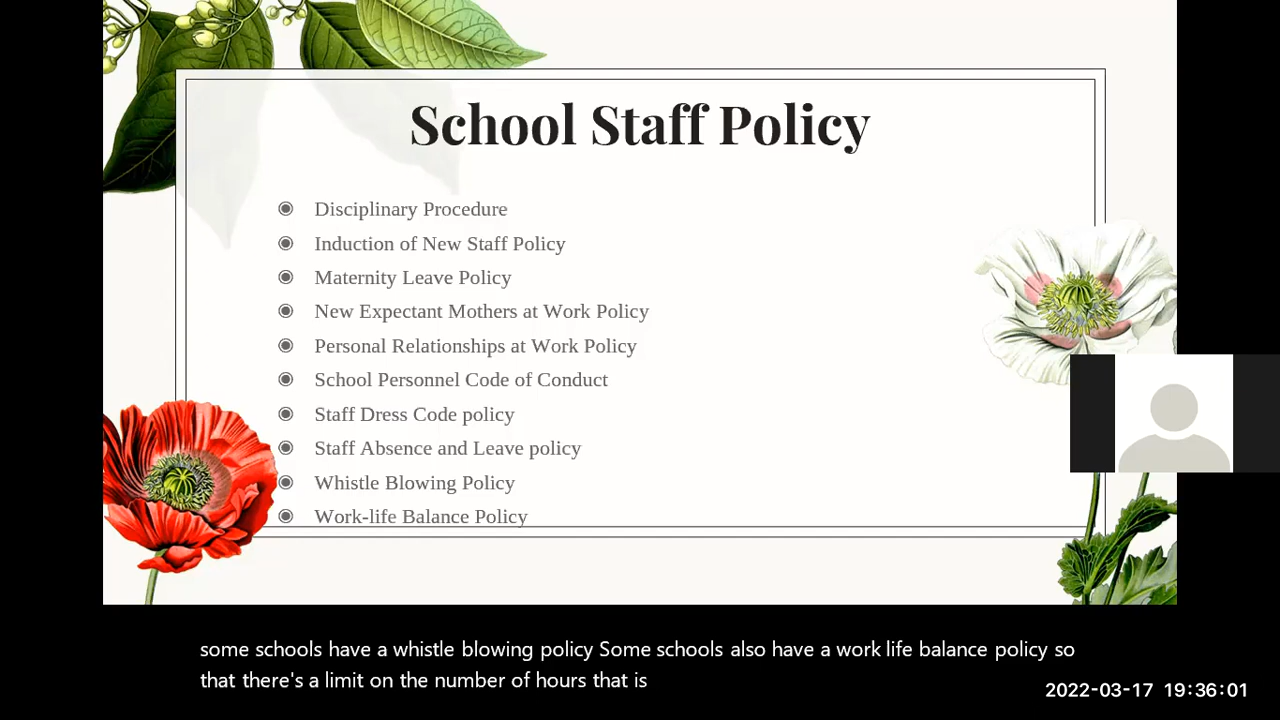 School Staff Policy
Disciplinary Procedure
Induction of New Staff Policy
Maternity Leave Policy
New Expectant Mothers at Work Policy
Personal Relationships at Work Policy
School Personnel Code of Conduct
Staff Dress Code policy
Staff Absence and Leave policy
Whistle Blowing Policy
Work-life Balance Policy
some schools have a whistle blowing policy Some schools also have a work life balance policy so
that there's a limit on the number of hours that is
2022-03-17 19:36:01